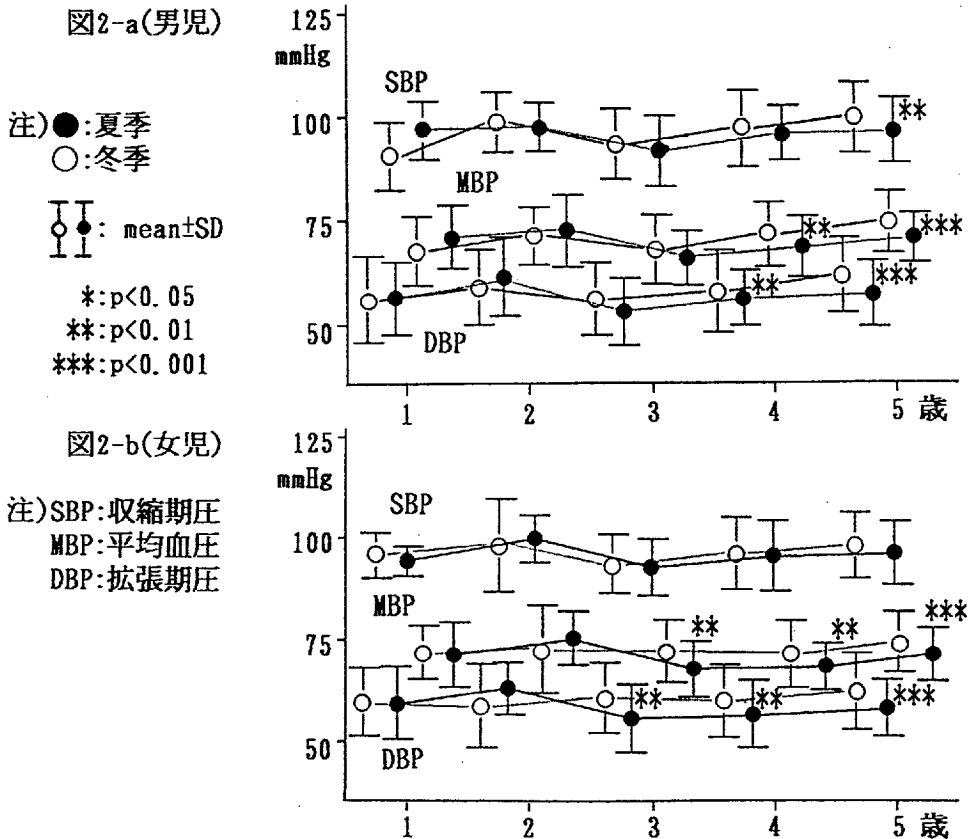 図2-a(男児)
注)●:夏季
○:冬季
: mean±SD
*:p<0.05
**:p<0.01
***:p<0.001
125
mmHg
100
75
50
SBP
MBP
DBP
**
**
***
**
***
1 2 3 4 5 歳
図2-b(女児)
注)SBP:収縮期圧
MBP:平均血圧
DBP:拡張期圧
125
mmHg
100
75
50
SBP
MBP
DBP
**
**
***
**
**
***
1 2 3 4 5 歳